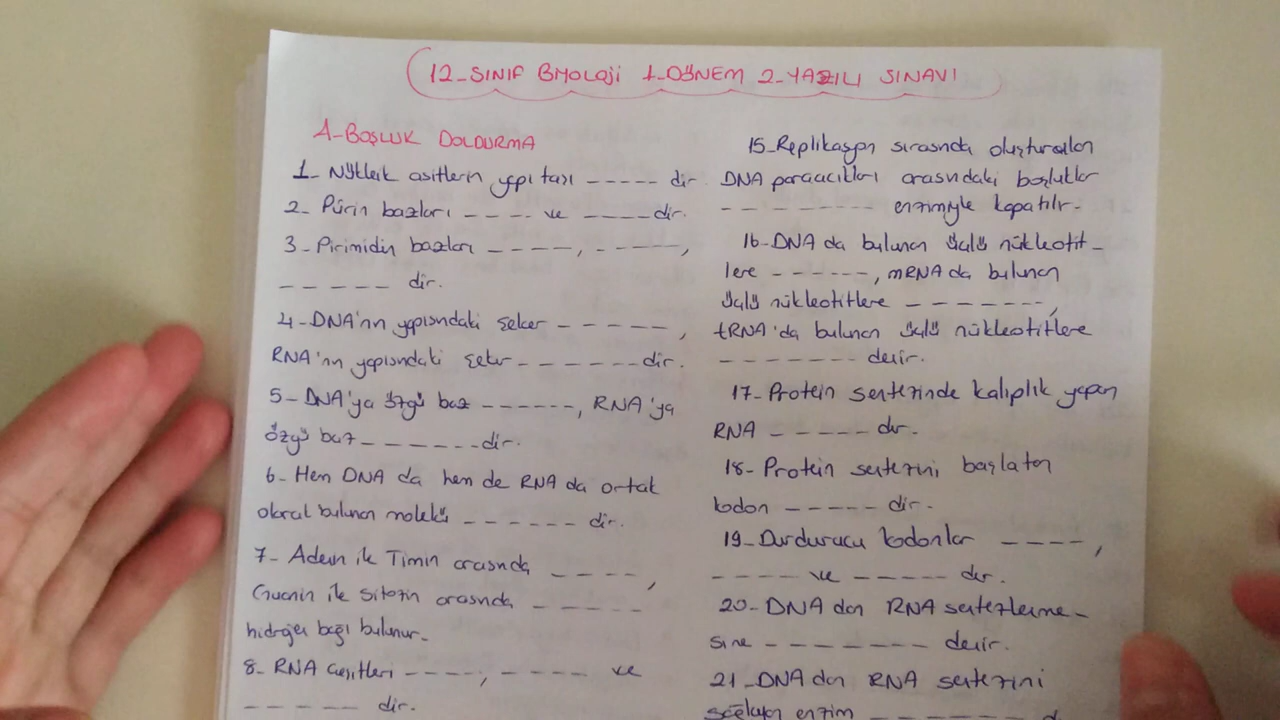 12-SINIF BİYOLOJİ 1-DÖNEM 2-YAZILI SINAVI
A-BOŞLUK DOLDURMA
1- Nükleik asitlerin yapı taşı ----- dir.
2- Pürin bazları ---- ve ---- dir.
3- Pirimidin bazları ----, ----,
----- dir.
4-DNA'nın yapısındaki şeker -----,
RNA'nın yapısındaki şeker ------ dir.
5-DNA'ya özgü baz ------, RNA'ya
özgü baz ------- dir.
6- Hem DNA da hem de RNA da ortak
olarak bulunan molekül ------ dir.
7- Adenin ile Timin arasında ----,
Guanin ile Sitozin arasında ----
hidrojen bağı bulunur.
8- RNA çeşitleri ----, ----- ve
----- dir.
15-Replikasyon sırasında oluşturulan
DNA parçacıkları arasındaki boşluklar
-------- enzimiyle kapatılır.
16-DNA da bulunan üçlü nükleotit-
lere ------, mRNA da bulunan
üçlü nükleotitlere -------,
tRNA'da bulunan üçlü nükleotitlere
------- denir.
17- Protein sentezinde kalıplık yapan
RNA ----- dır.
18- Protein sentezini başlatan
kodon ----- dir.
19- Durdurucu kodonlar ----,
---- ve ----- dır.
20-DNA dan RNA sentezlenme-
sine ------- denir.
21-DNA dan RNA sentezini
sağlayan enzim -------